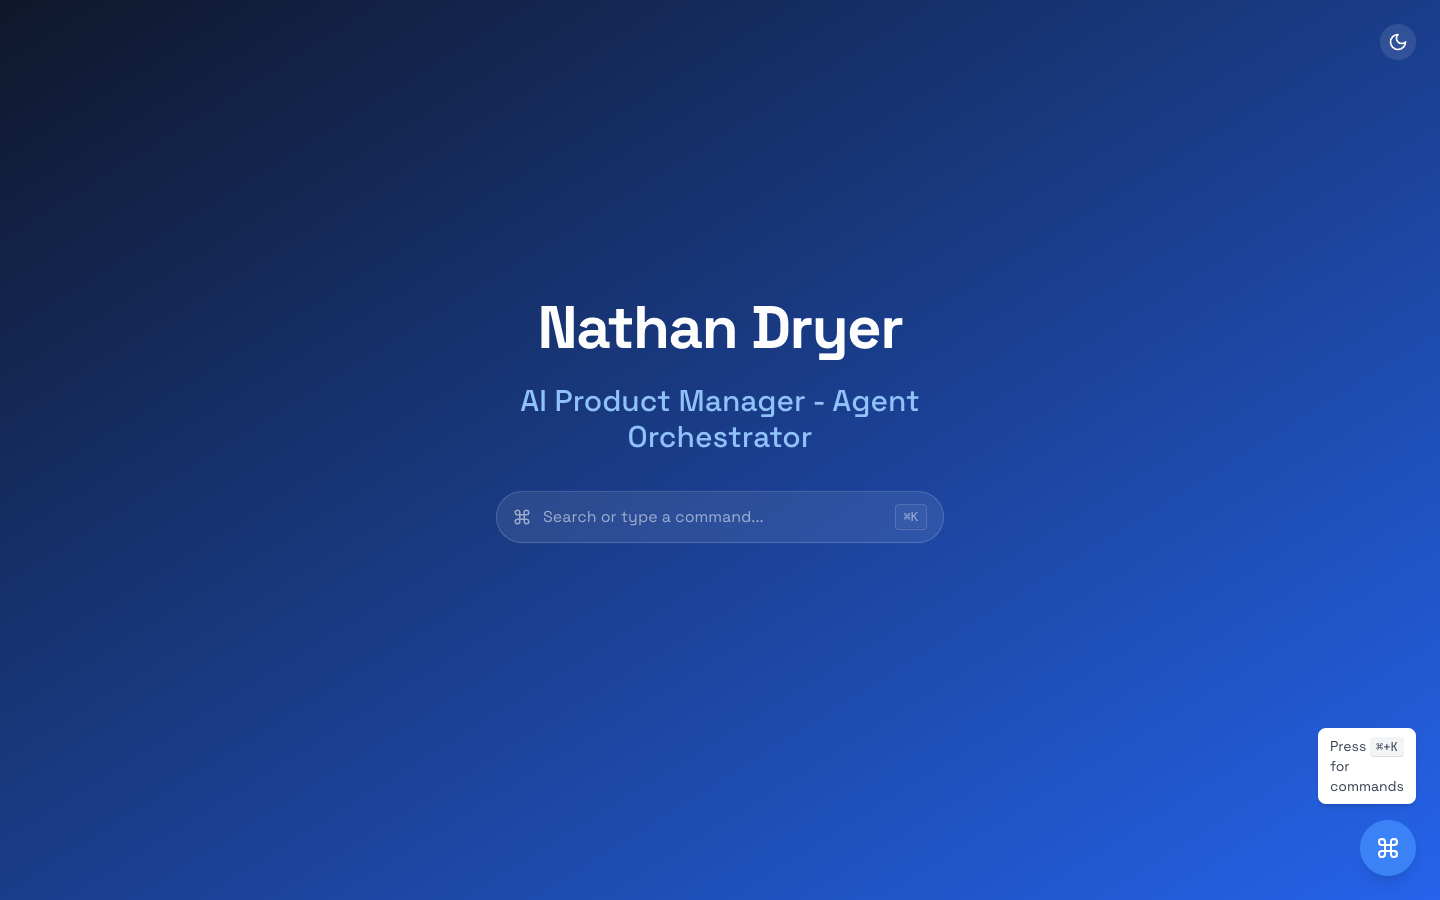 Nathan Dryer
AI Product Manager - Agent
Orchestrator
⌘ Search or type a command... ⌘K
Press ⌘+K
for
commands
⌘